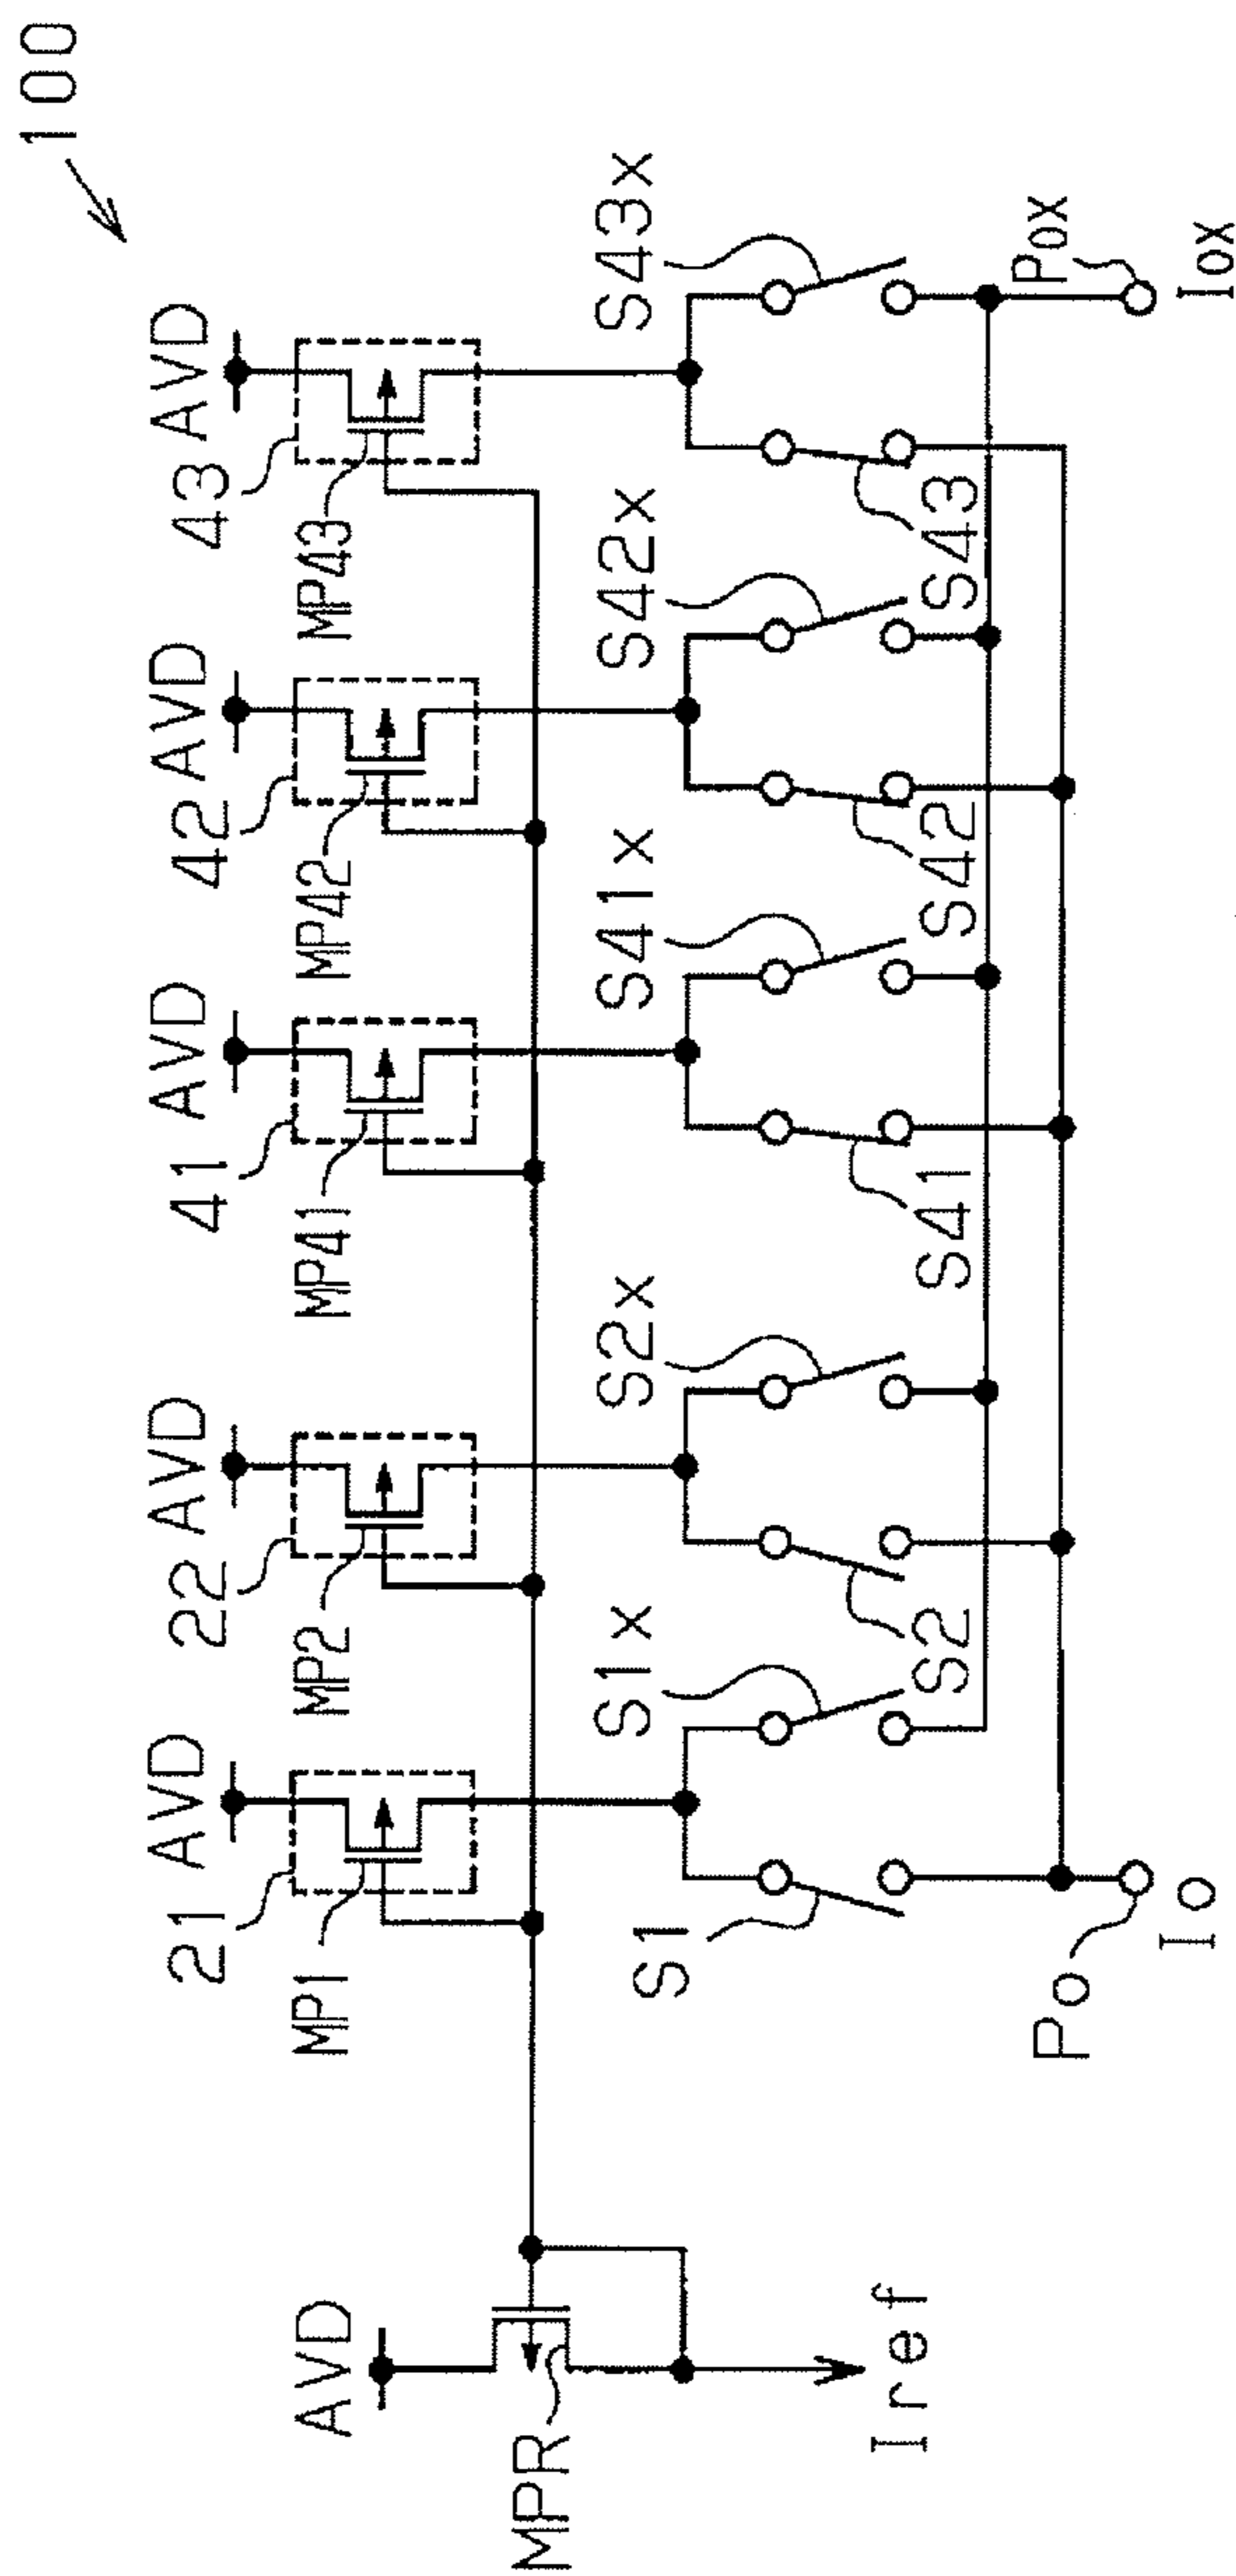 100
AVD
AVD
AVD
AVD
AVD
21
22
41
42
43
MP1
MP2
MP41
MP42
MP43
AVD
MPR
Iref
S1
S1x
S2x
S41x
S42x
S43x
S2
S41
S42
S43
Po
Io
Pox
Iox